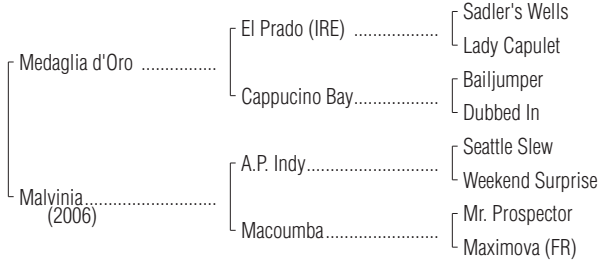 Sadler's Wells
El Prado (IRE) ..................
Lady Capulet
Medaglia d'Oro ................
Bailjumper
Cappucino Bay..................
Dubbed In
Seattle Slew
A.P. Indy............................
Weekend Surprise
Malvinia............................
(2006)
Mr. Prospector
Macoumba........................
Maximova (FR)